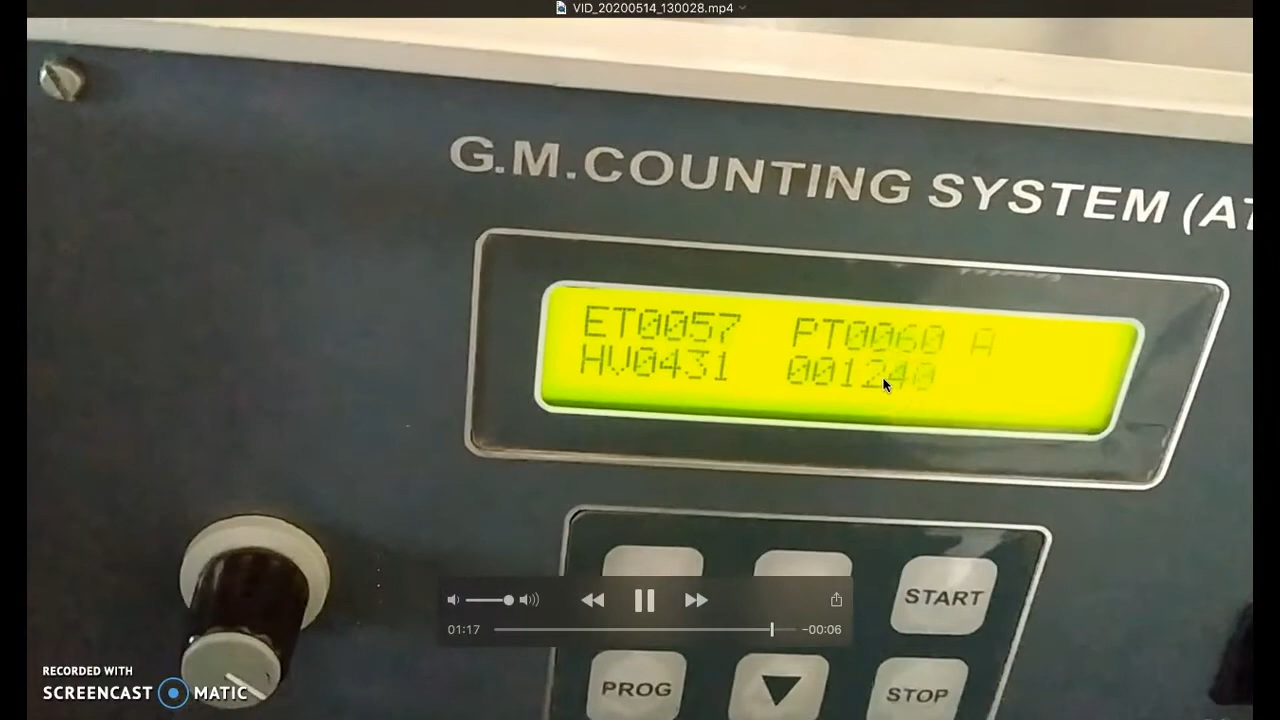 VID_20200514_130028.mp4
G.M.COUNTING SYSTEM (AT
ET0057 PT0060 A
HV0431 001240
START
01:17 -00:06
PROG STOP
RECORDED WITH
SCREENCAST MATIC